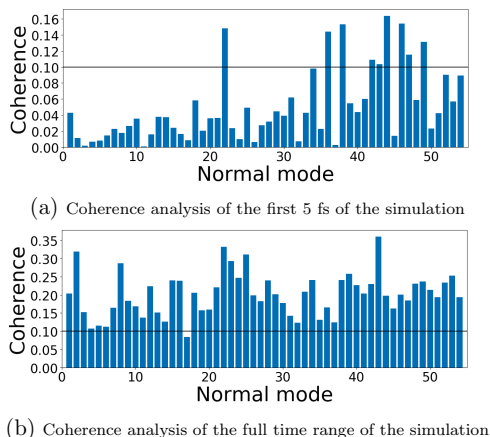 0.16
0.14
0.12
0.10
0.08
0.06
0.04
0.02
0.00
Coherence
0 10 20 30 40 50
Normal mode
(a) Coherence analysis of the first 5 fs of the simulation
0.35
0.30
0.25
0.20
0.15
0.10
0.05
0.00
Coherence
0 10 20 30 40 50
Normal mode
(b) Coherence analysis of the full time range of the simulation